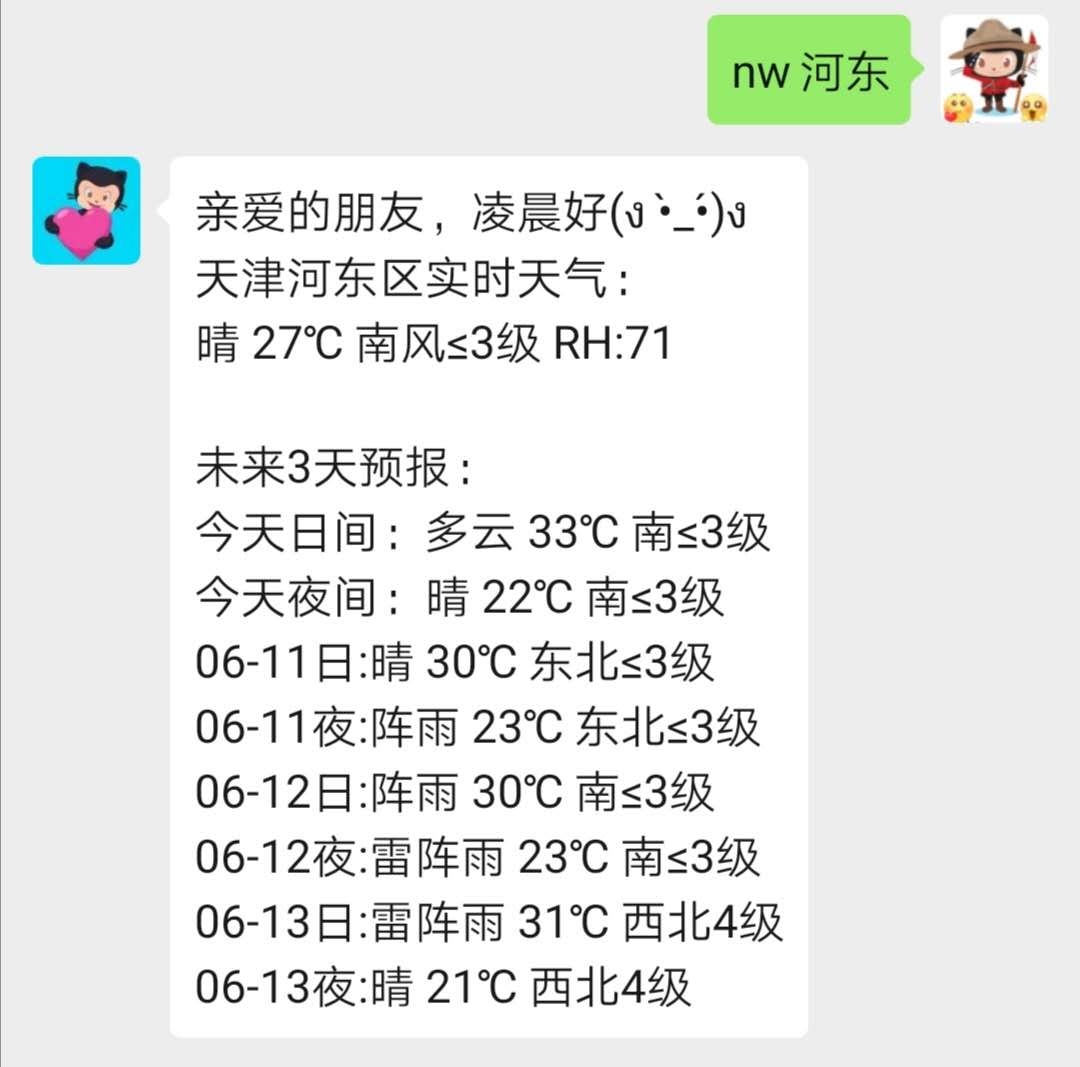 nw 河东
亲爱的朋友，凌晨好(ง •̀_•́)ง
天津河东区实时天气：
晴 27℃ 南风≤3级 RH:71
未来3天预报：
今天日间：多云 33℃ 南≤3级
今天夜间：晴 22℃ 南≤3级
06-11日:晴 30℃ 东北≤3级
06-11夜:阵雨 23℃ 东北≤3级
06-12日:阵雨 30℃ 南≤3级
06-12夜:雷阵雨 23℃ 南≤3级
06-13日:雷阵雨 31℃ 西北4级
06-13夜:晴 21℃ 西北4级